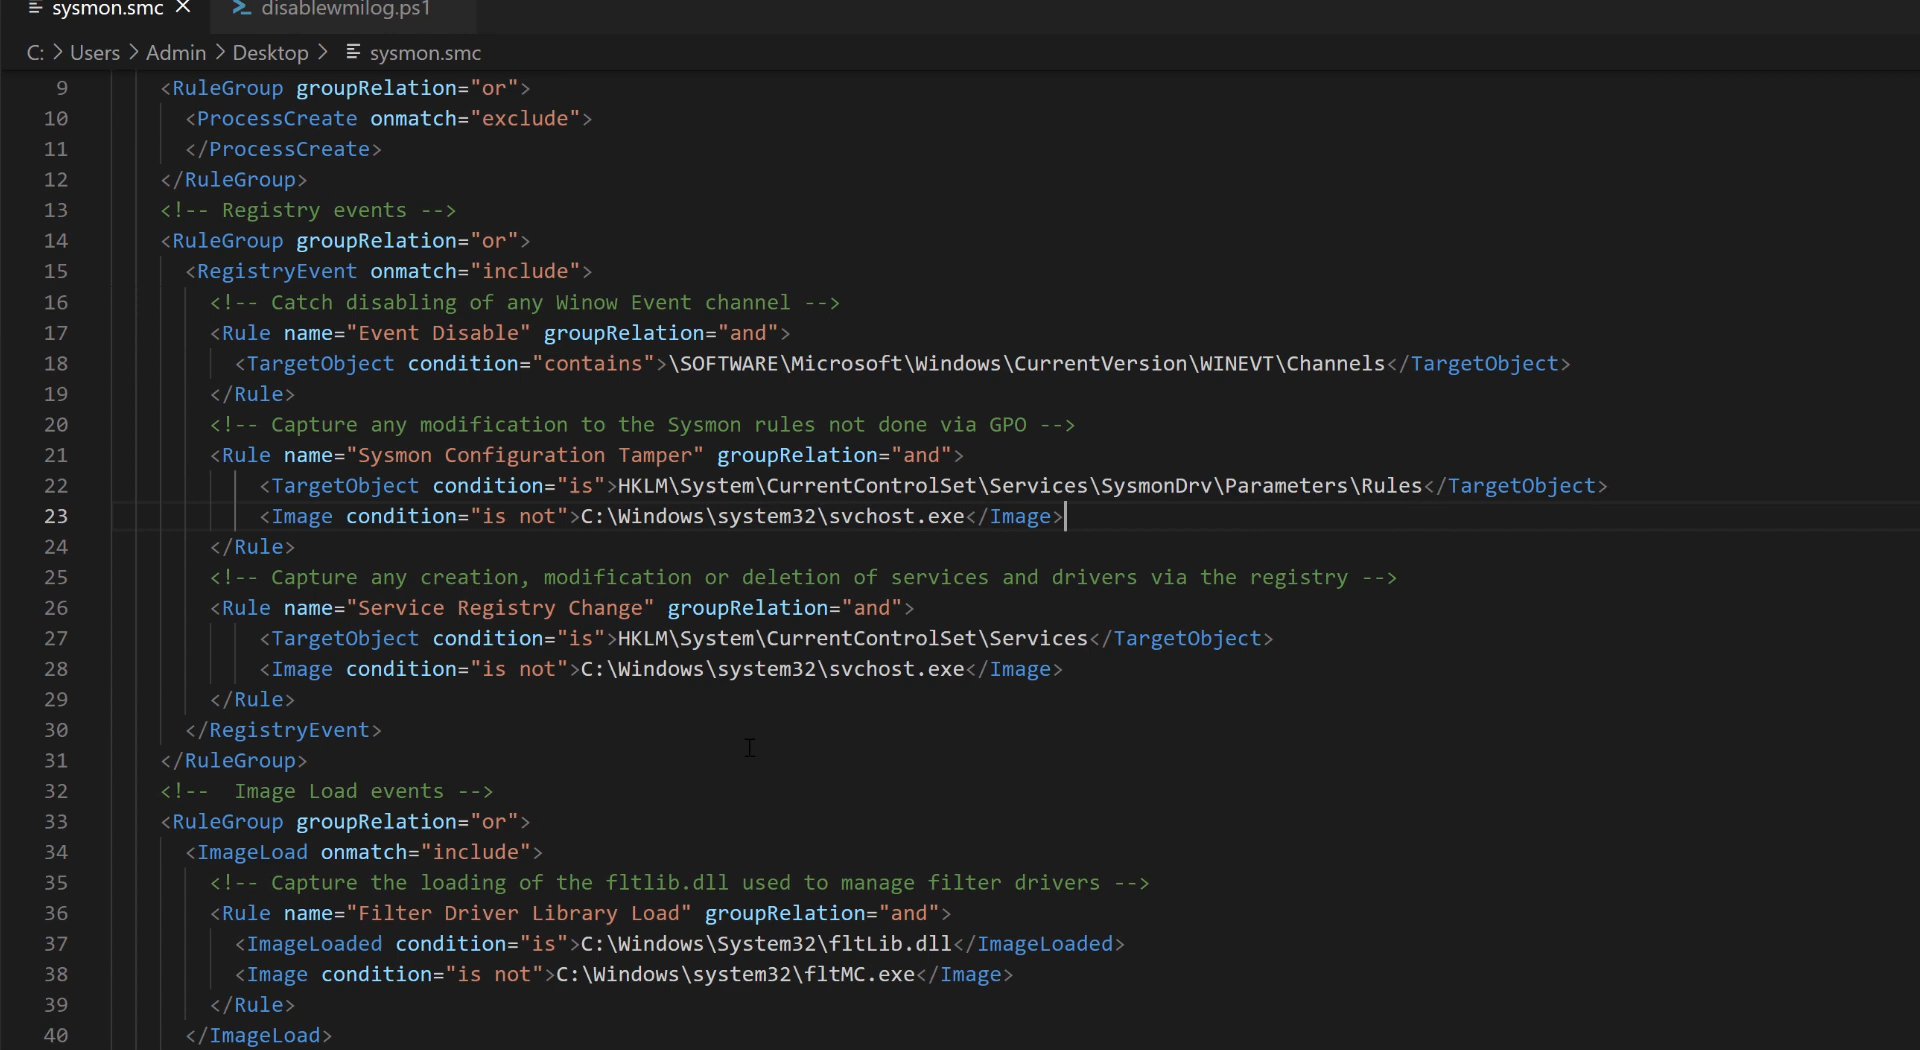 sysmon.smc
disablewmilog.ps1
C: > Users > Admin > Desktop > sysmon.smc
9 <RuleGroup groupRelation="or">
10 <ProcessCreate onmatch="exclude">
11 </ProcessCreate>
12 </RuleGroup>
13 <!-- Registry events -->
14 <RuleGroup groupRelation="or">
15 <RegistryEvent onmatch="include">
16 <!-- Catch disabling of any Winow Event channel -->
17 <Rule name="Event Disable" groupRelation="and">
18 <TargetObject condition="contains">\SOFTWARE\Microsoft\Windows\CurrentVersion\WINEVT\Channels</TargetObject>
19 </Rule>
20 <!-- Capture any modification to the Sysmon rules not done via GPO -->
21 <Rule name="Sysmon Configuration Tamper" groupRelation="and">
22 <TargetObject condition="is">HKLM\System\CurrentControlSet\Services\SysmonDrv\Parameters\Rules</TargetObject>
23 <Image condition="is not">C:\Windows\system32\svchost.exe</Image>
24 </Rule>
25 <!-- Capture any creation, modification or deletion of services and drivers via the registry -->
26 <Rule name="Service Registry Change" groupRelation="and">
27 <TargetObject condition="is">HKLM\System\CurrentControlSet\Services</TargetObject>
28 <Image condition="is not">C:\Windows\system32\svchost.exe</Image>
29 </Rule>
30 </RegistryEvent>
31 </RuleGroup>
32 <!--  Image Load events -->
33 <RuleGroup groupRelation="or">
34 <ImageLoad onmatch="include">
35 <!-- Capture the loading of the fltlib.dll used to manage filter drivers -->
36 <Rule name="Filter Driver Library Load" groupRelation="and">
37 <ImageLoaded condition="is">C:\Windows\System32\fltLib.dll</ImageLoaded>
38 <Image condition="is not">C:\Windows\system32\fltMC.exe</Image>
39 </Rule>
40 </ImageLoad>